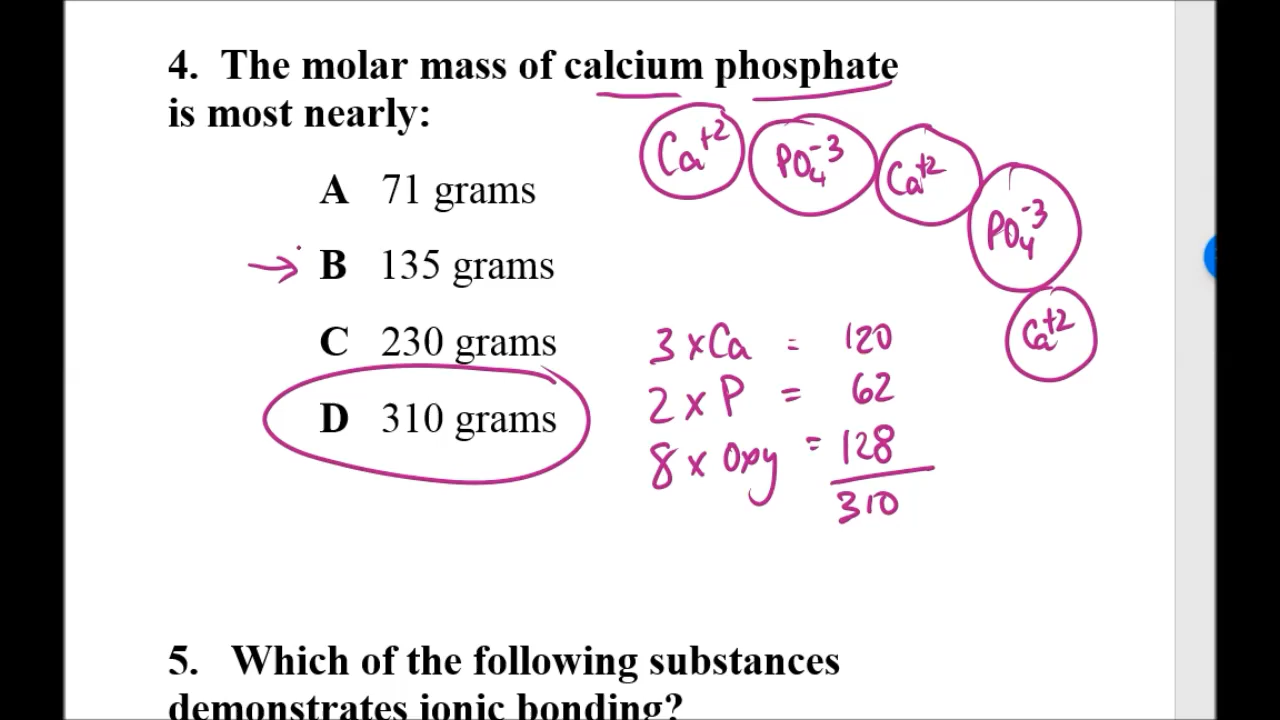 4. The molar mass of calcium phosphate
is most nearly:
A 71 grams
B 135 grams
C 230 grams
D 310 grams
Ca+2 PO4-3 Ca+2
PO4-3
Ca+2
3 x Ca = 120
2 x P = 62
8 x Oxy = 128
310
5. Which of the following substances
demonstrates ionic bonding?